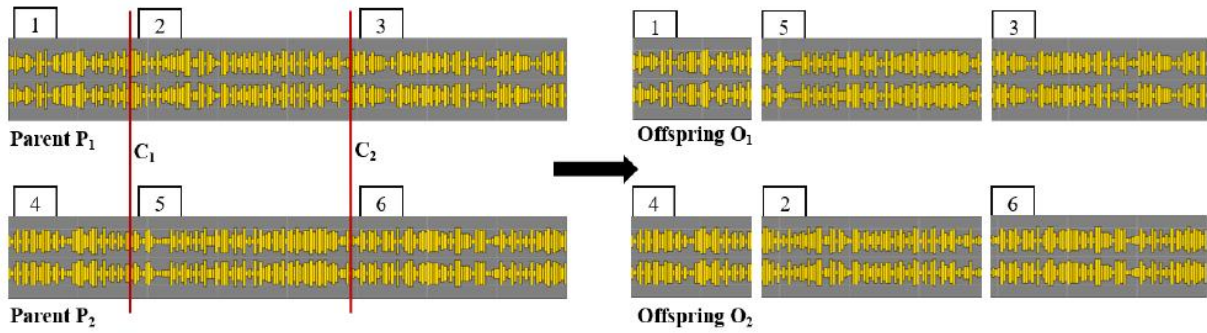 1 2 3 1 5 3
Parent P₁ Offspring O₁
C₁ C₂
4 5 6 4 2 6
Parent P₂ Offspring O₂